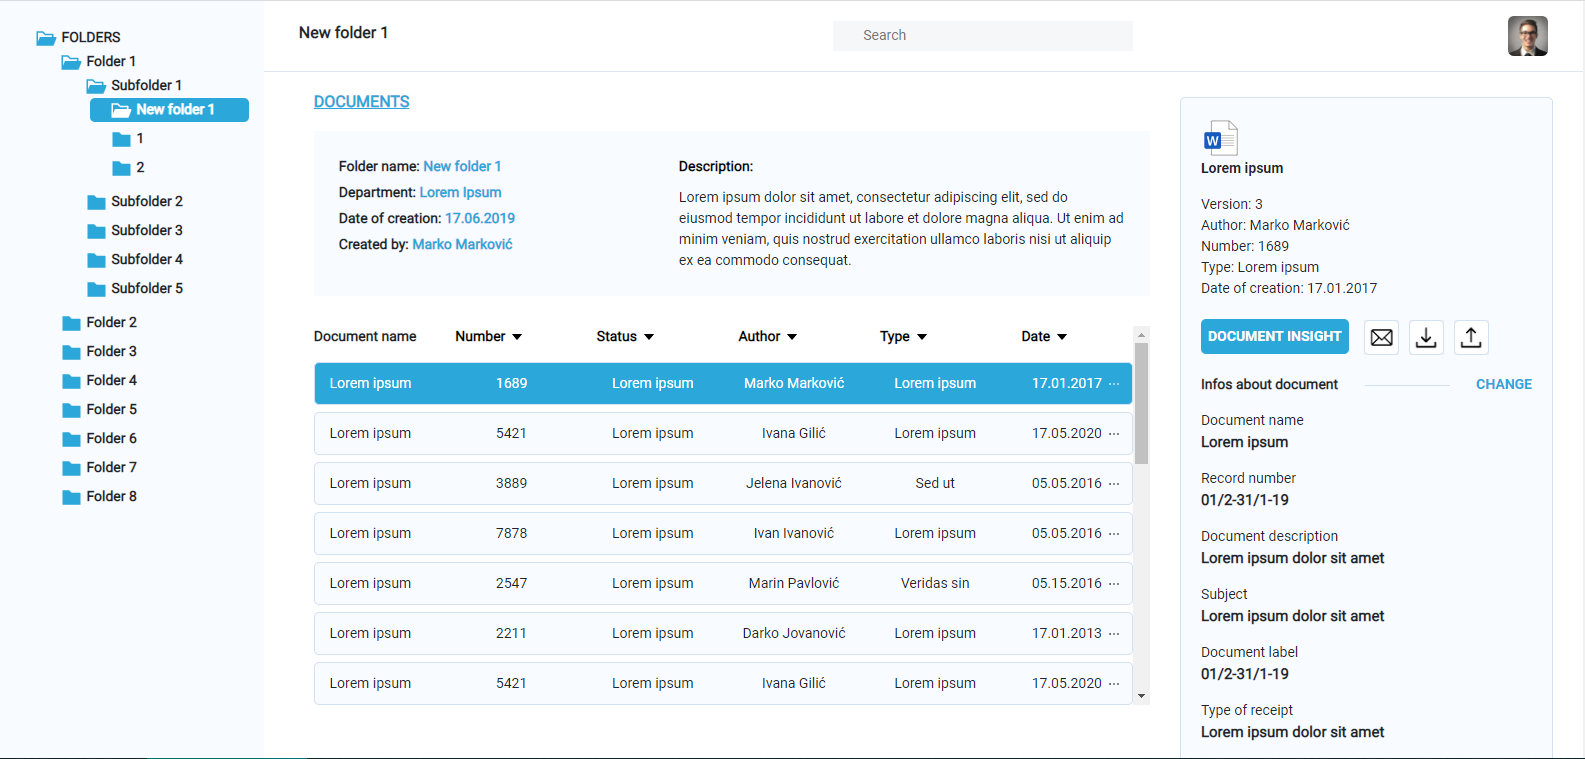 FOLDERS
Folder 1
Subfolder 1
New folder 1
1
2
Subfolder 2
Subfolder 3
Subfolder 4
Subfolder 5
Folder 2
Folder 3
Folder 4
Folder 5
Folder 6
Folder 7
Folder 8
New folder 1
Search
DOCUMENTS
Folder name: New folder 1
Department: Lorem Ipsum
Date of creation: 17.06.2019
Created by: Marko Marković
Description:
Lorem ipsum dolor sit amet, consectetur adipiscing elit, sed do
eiusmod tempor incididunt ut labore et dolore magna aliqua. Ut enim ad
minim veniam, quis nostrud exercitation ullamco laboris nisi ut aliquip
ex ea commodo consequat.
Document name Number Status Author Type Date
Lorem ipsum 1689 Lorem ipsum Marko Marković Lorem ipsum 17.01.2017 ...
Lorem ipsum 5421 Lorem ipsum Ivana Gilić Lorem ipsum 17.05.2020 ...
Lorem ipsum 3889 Lorem ipsum Jelena Ivanović Sed ut 05.05.2016 ...
Lorem ipsum 7878 Lorem ipsum Ivan Ivanović Lorem ipsum 05.05.2016 ...
Lorem ipsum 2547 Lorem ipsum Marin Pavlović Veridas sin 05.15.2016 ...
Lorem ipsum 2211 Lorem ipsum Darko Jovanović Lorem ipsum 17.01.2013 ...
Lorem ipsum 5421 Lorem ipsum Ivana Gilić Lorem ipsum 17.05.2020 ...
W
Lorem ipsum
Version: 3
Author: Marko Marković
Number: 1689
Type: Lorem ipsum
Date of creation: 17.01.2017
DOCUMENT INSIGHT
Infos about document CHANGE
Document name
Lorem ipsum
Record number
01/2-31/1-19
Document description
Lorem ipsum dolor sit amet
Subject
Lorem ipsum dolor sit amet
Document label
01/2-31/1-19
Type of receipt
Lorem ipsum dolor sit amet